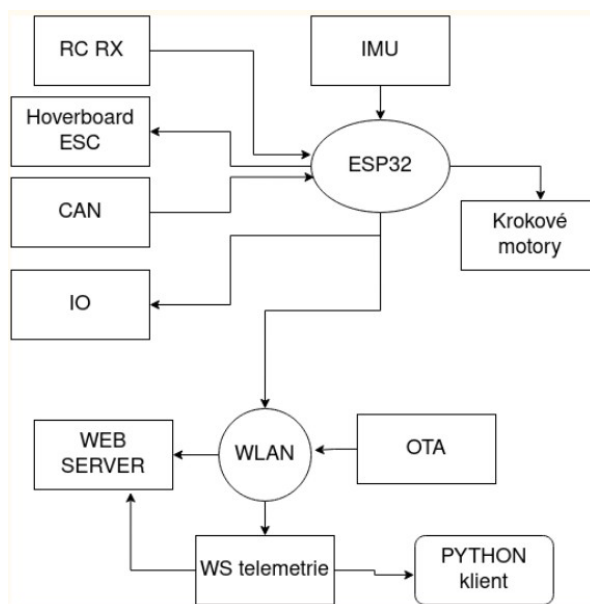 RC RX
IMU
Hoverboard
ESC
ESP32
CAN
Krokové
motory
IO
WEB
SERVER
WLAN
OTA
WS telemetrie
PYTHON
klient